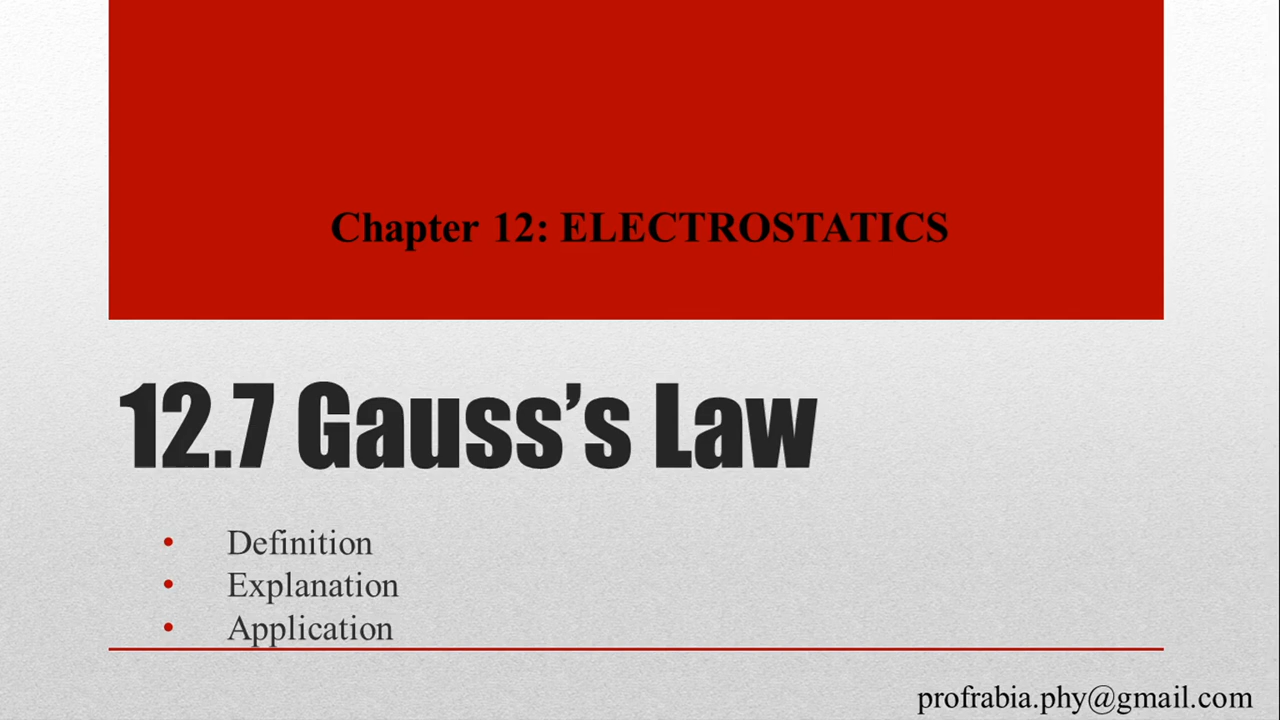 Chapter 12: ELECTROSTATICS
12.7 Gauss’s Law
• Definition
• Explanation
• Application
profrabia.phy@gmail.com